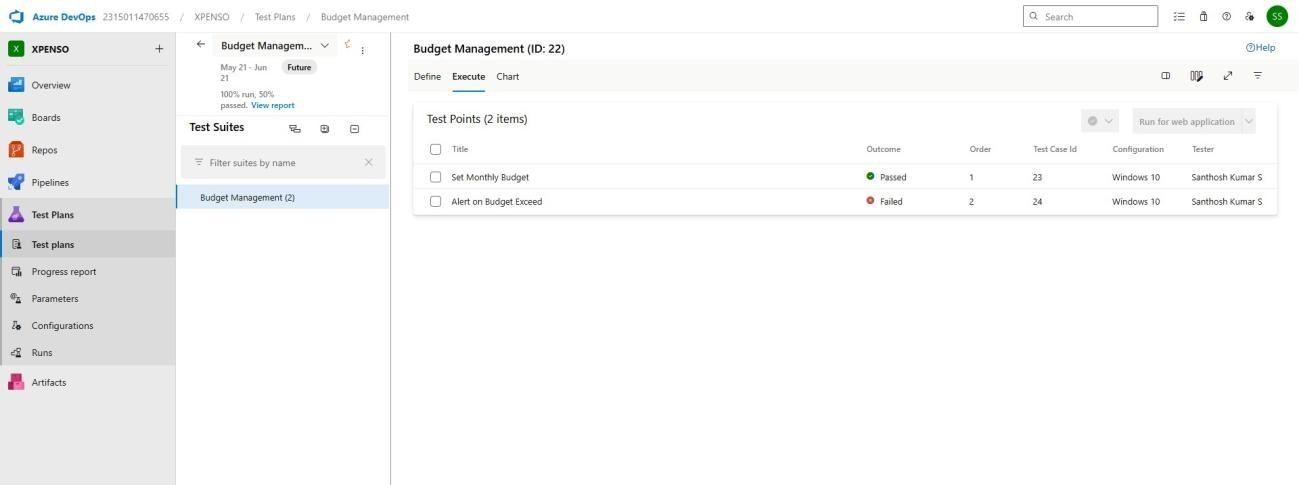 Azure DevOps 2315011470655 / XPENSO / Test Plans / Budget Management
Search
SS
X XPENSO +
Overview
Boards
Repos
Pipelines
Test Plans
Test plans
Progress report
Parameters
Configurations
Runs
Artifacts
Budget Managem...
May 21 - Jun
21
Future
100% run, 50%
passed. View report
Test Suites
Filter suites by name
Budget Management (2)
Budget Management (ID: 22)
Help
Define Execute Chart
Test Points (2 items)
Run for web application
Title Outcome Order Test Case Id Configuration Tester
Set Monthly Budget Passed 1 23 Windows 10 Santhosh Kumar S
Alert on Budget Exceed Failed 2 24 Windows 10 Santhosh Kumar S